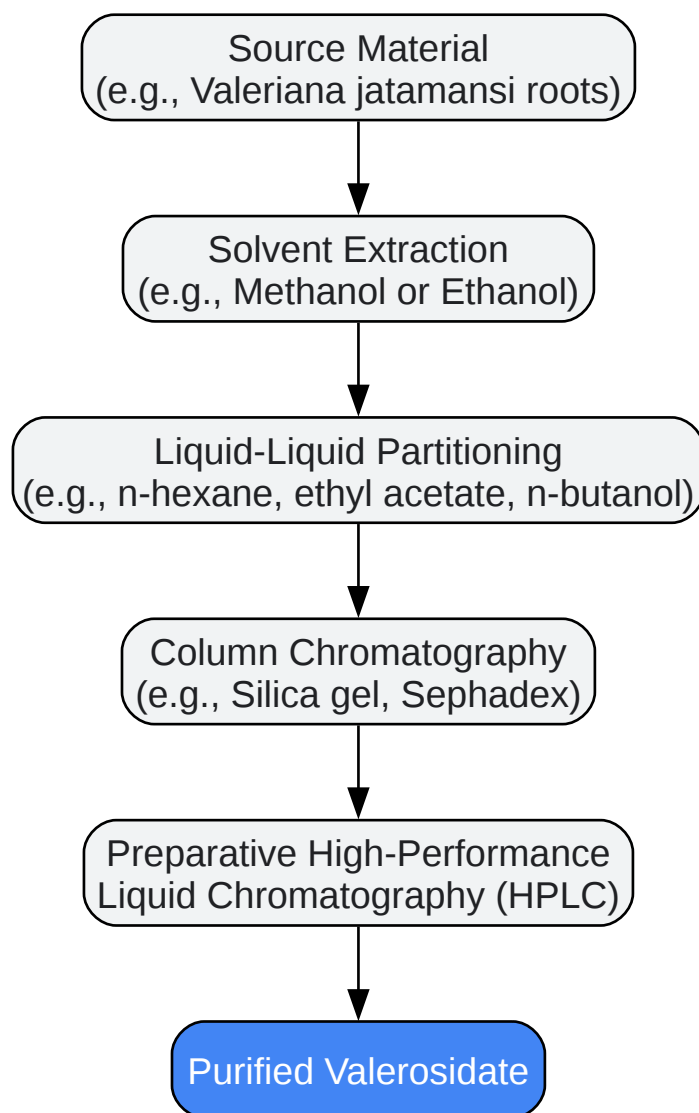 Source Material
(e.g., Valeriana jatamansi roots)
Solvent Extraction
(e.g., Methanol or Ethanol)
Liquid-Liquid Partitioning
(e.g., n-hexane, ethyl acetate, n-butanol)
Column Chromatography
(e.g., Silica gel, Sephadex)
Preparative High-Performance
Liquid Chromatography (HPLC)
Purified Valerosidate